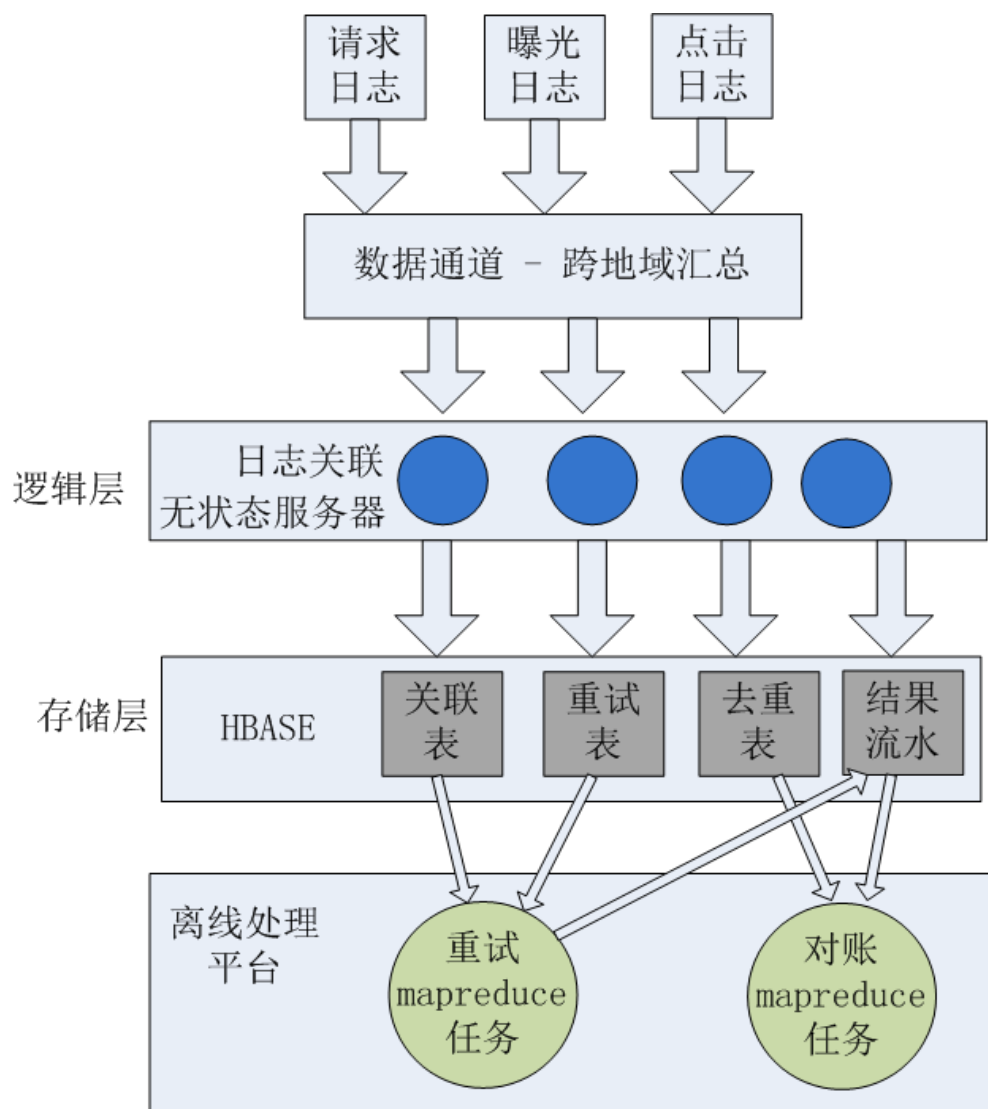 请求
日志
曝光
日志
点击
日志
数据通道 - 跨地域汇总
逻辑层
日志关联
无状态服务器
存储层
HBASE
关联
表
重试
表
去重
表
结果
流水
离线处理
平台
重试
mapreduce
任务
对账
mapreduce
任务